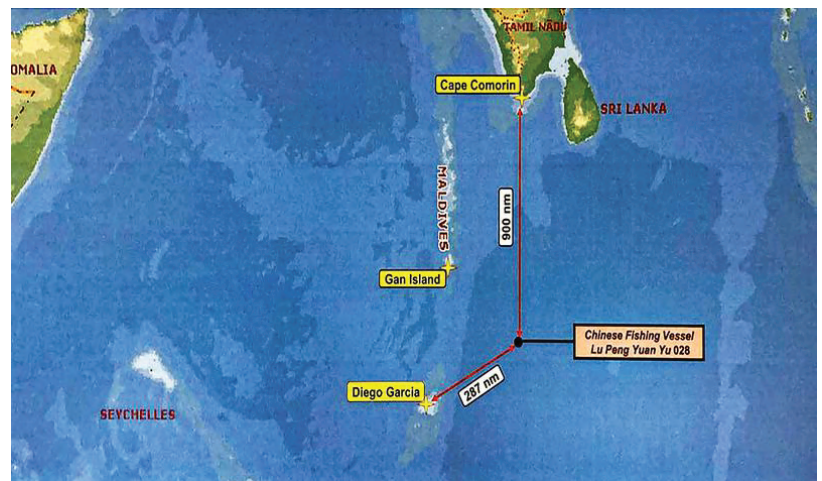 OMALIA
TAMIL NĀDU
Cape Comorin
SRI LANKA
MALDIVES
900 nm
Gan Island
Chinese Fishing Vessel
Lu Peng Yuan Yu 028
Diego Garcia
287 nm
SEYCHELLES